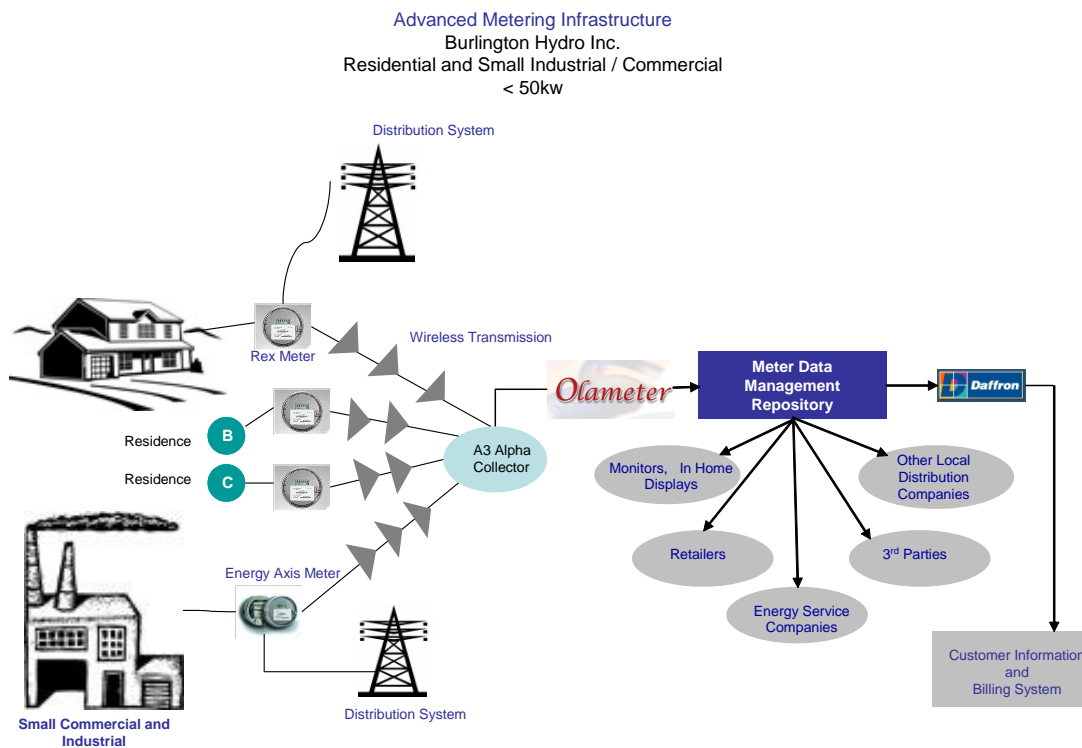 Advanced Metering Infrastructure
Burlington Hydro Inc.
Residential and Small Industrial / Commercial
< 50kw
Distribution System
Wireless Transmission
Rex Meter
Olameter
Meter Data
Management
Repository
Daffron
Residence
B
Residence
C
A3 Alpha
Collector
Monitors, In Home
Displays
Other Local
Distribution
Companies
Retailers
3rd Parties
Energy Service
Companies
Energy Axis Meter
Customer Information
and
Billing System
Distribution System
Small Commercial and
Industrial